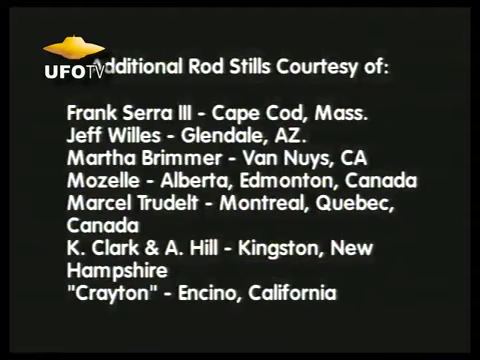 UFOTV
Additional Rod Stills Courtesy of:
Frank Serra III - Cape Cod, Mass.
Jeff Willes - Glendale, AZ.
Martha Brimmer - Van Nuys, CA
Mozelle - Alberta, Edmonton, Canada
Marcel Trudelt - Montreal, Quebec,
Canada
K. Clark & A. Hill - Kingston, New
Hampshire
"Crayton" - Encino, California